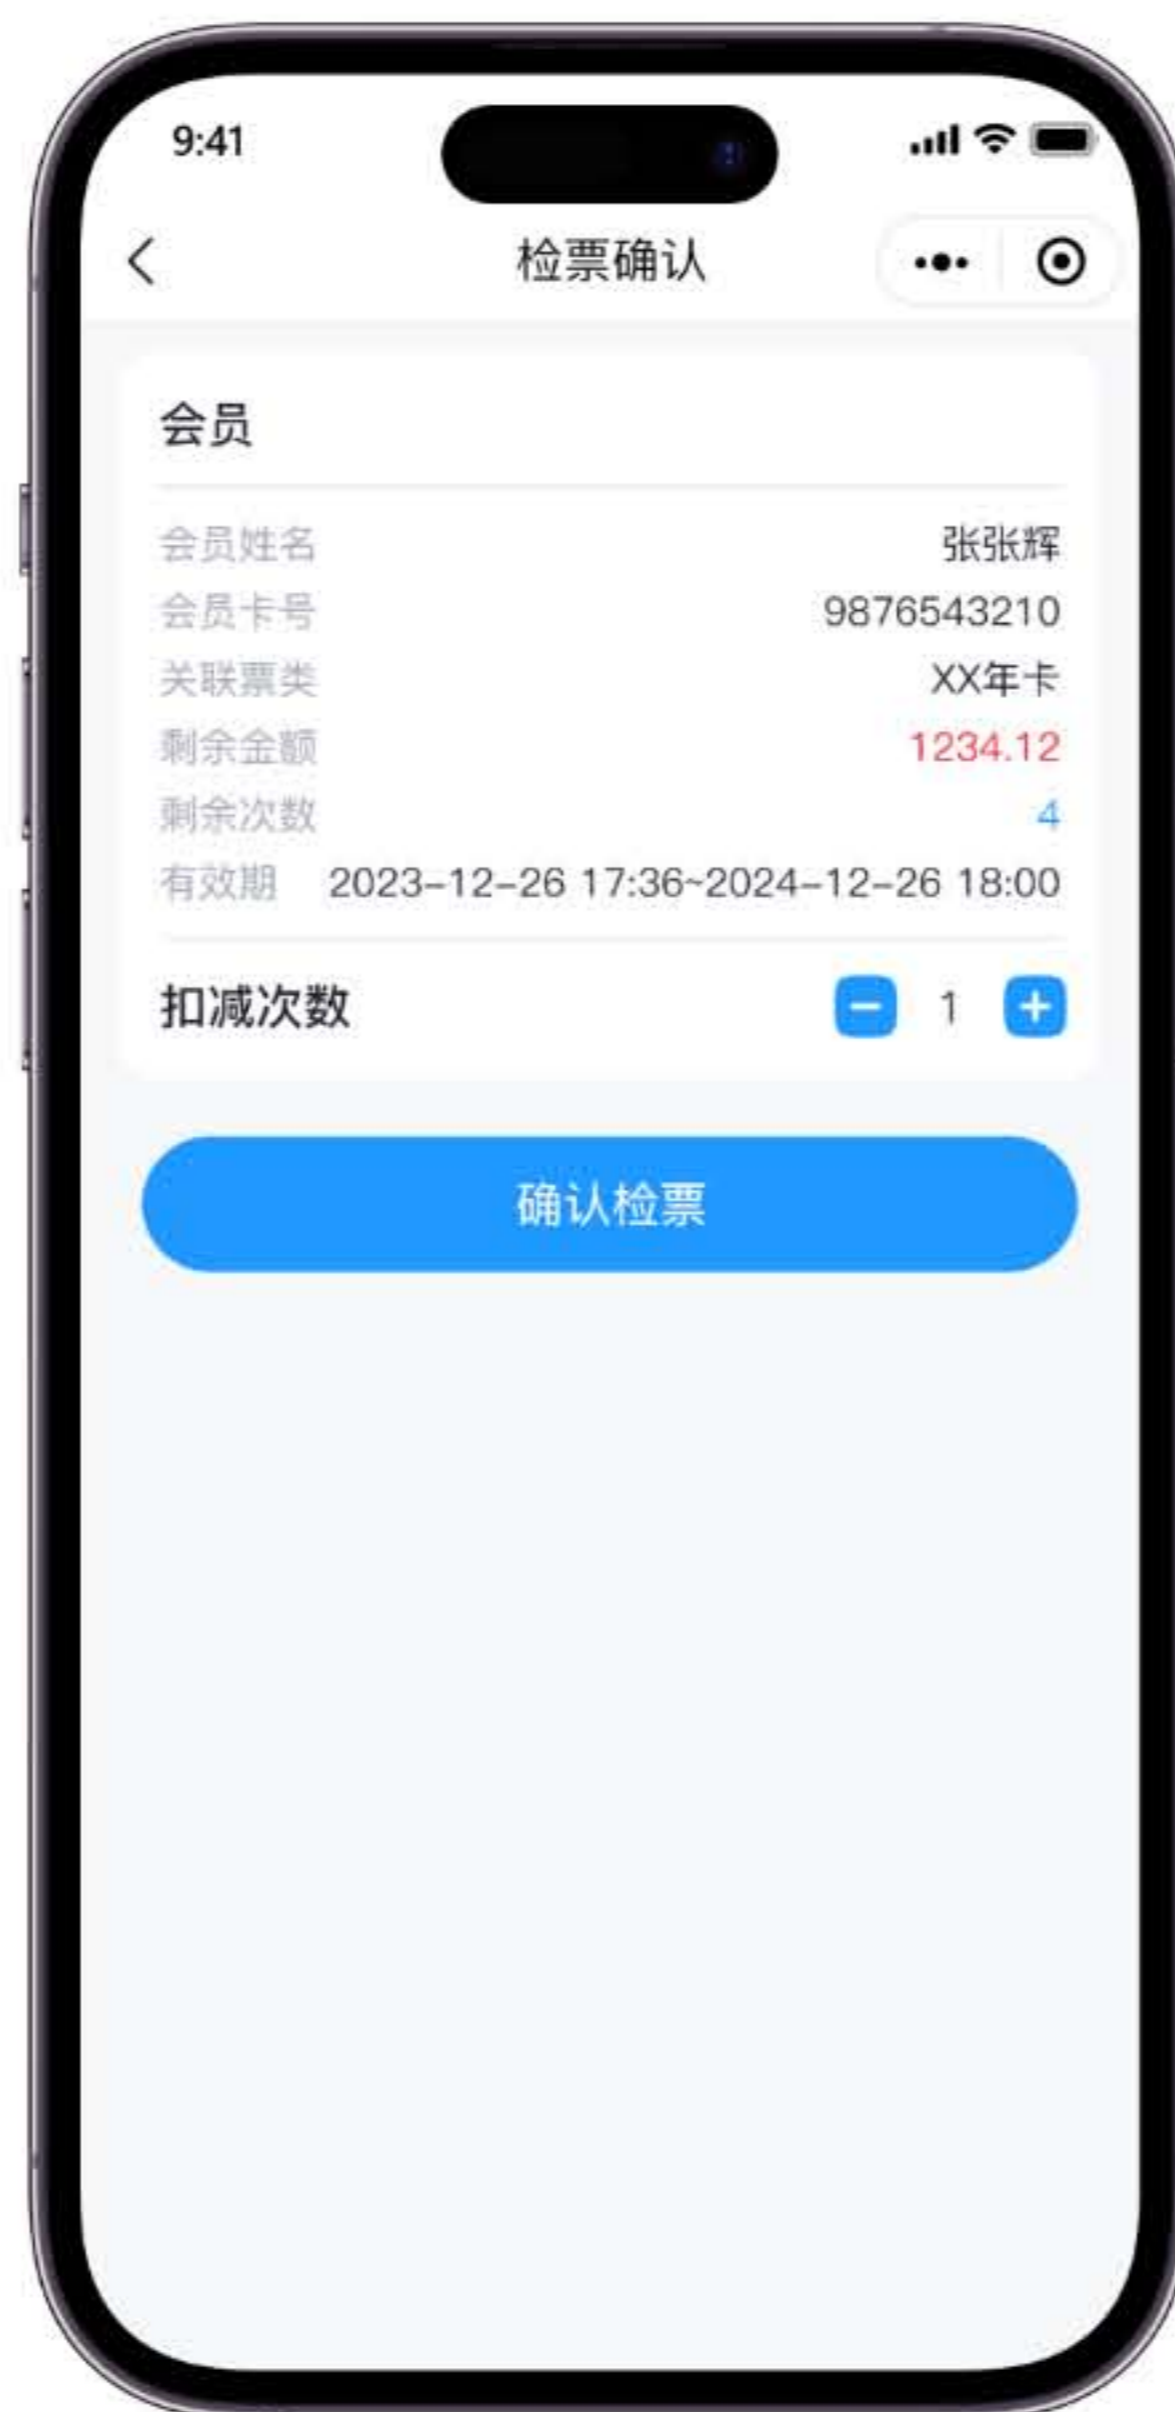 9:41
检票确认
会员
会员姓名 张张辉
会员卡号 9876543210
关联票类 XX年卡
剩余金额 1234.12
剩余次数 4
有效期 2023-12-26 17:36~2024-12-26 18:00
扣减次数 − 1 +
确认检票